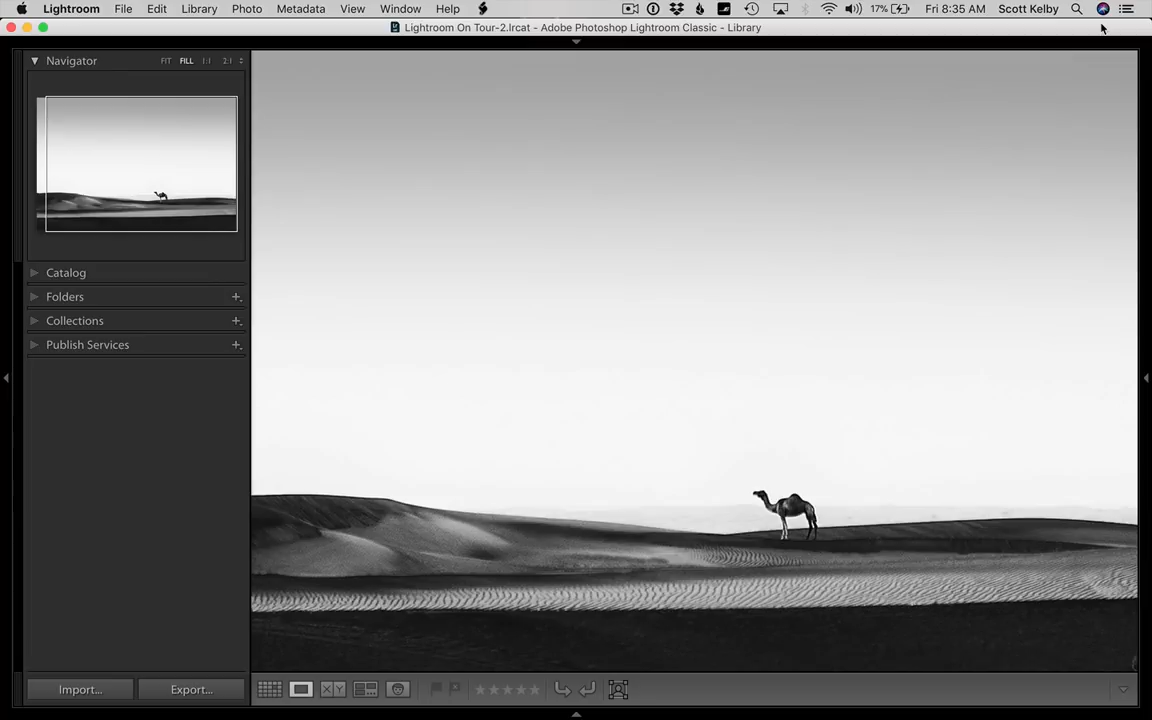 Lightroom File Edit Library Photo Metadata View Window Help 17% Fri 8:35 AM Scott Kelby
Lightroom On Tour-2.lrcat - Adobe Photoshop Lightroom Classic - Library
Navigator FIT FILL 1:1 2:1
Catalog
Folders
Collections
Publish Services
Import... Export... X Y